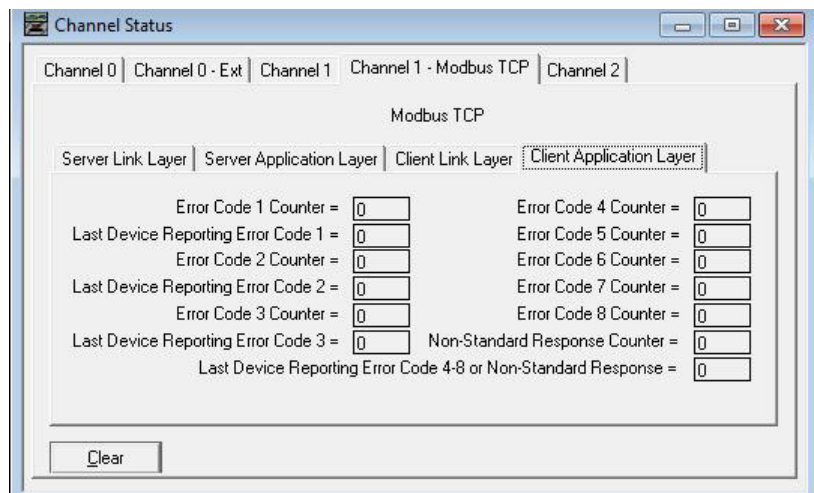 Channel Status
Channel 0 Channel 0 - Ext Channel 1 Channel 1 - Modbus TCP Channel 2
Modbus TCP
Server Link Layer Server Application Layer Client Link Layer Client Application Layer
Error Code 1 Counter = 0 Error Code 4 Counter = 0
Last Device Reporting Error Code 1 = 0 Error Code 5 Counter = 0
Error Code 2 Counter = 0 Error Code 6 Counter = 0
Last Device Reporting Error Code 2 = 0 Error Code 7 Counter = 0
Error Code 3 Counter = 0 Error Code 8 Counter = 0
Last Device Reporting Error Code 3 = 0 Non-Standard Response Counter = 0
Last Device Reporting Error Code 4-8 or Non-Standard Response = 0
Clear